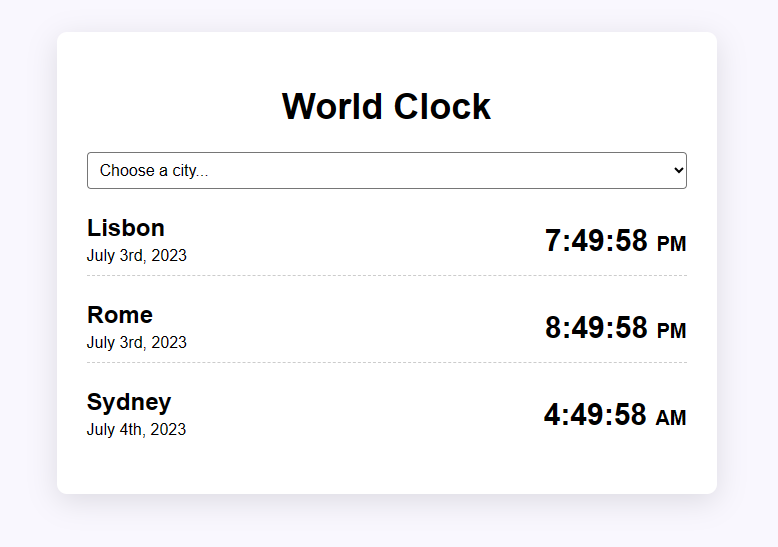 World Clock
Choose a city...
Lisbon
July 3rd, 2023
7:49:58 PM
Rome
July 3rd, 2023
8:49:58 PM
Sydney
July 4th, 2023
4:49:58 AM